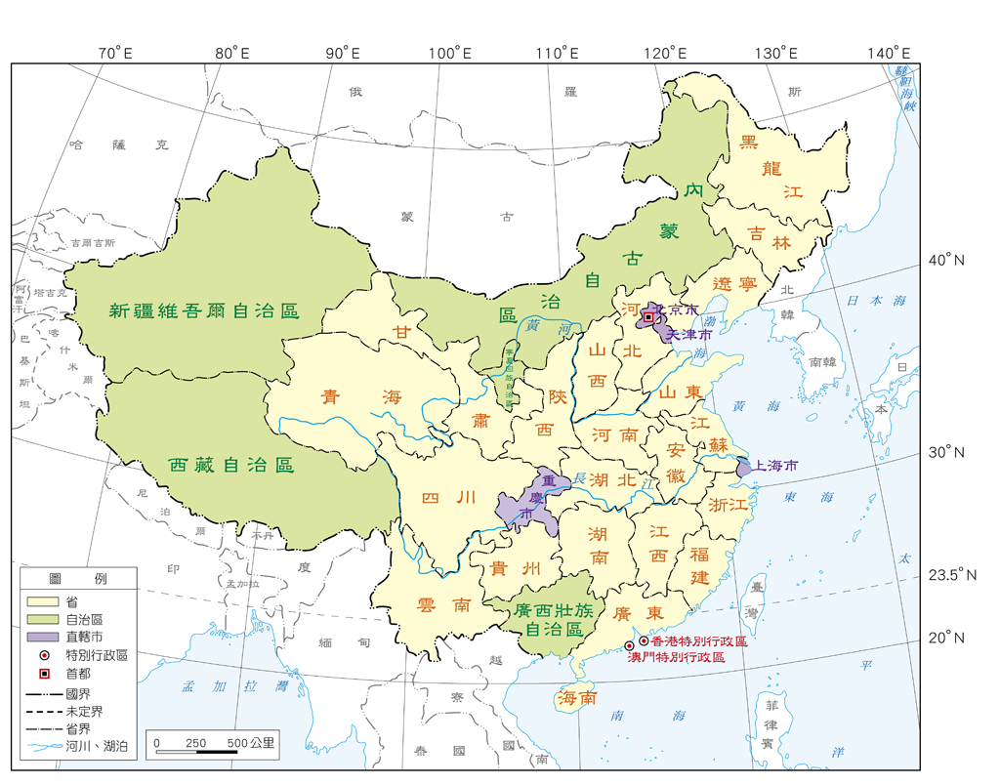 70°E
80°E
90°E
100°E
110°E
120°E
130°E
140°E
韃靼海峽
俄羅斯
哈薩克
黑龍江
內蒙古自治區
蒙古
吉林
吉爾吉斯
40°N
遼寧
阿富汗
塔吉克
北韓
日本海
新疆維吾爾自治區
河北
北京市
渤海
天津市
黃河
甘肅
巴基斯坦
喀什米爾
山西
寧夏回族自治區
南韓
日本
青海
陝西
山東
黃海
河南
江蘇
30°N
西藏自治區
安徽
上海市
重慶市
長江
湖北
四川
浙江
東海
尼泊爾
不丹
湖南
江西
福建
太平洋
印度
孟加拉
貴州
23.5°N
臺灣
雲南
廣西壯族
自治區
廣東
20°N
香港特別行政區
澳門特別行政區
緬甸
越南
孟加拉灣
寮國
海南
南海
菲律賓
泰國
圖例
省
自治區
直轄市
特別行政區
首都
國界
未定界
省界
河川、湖泊
0 250 500公里